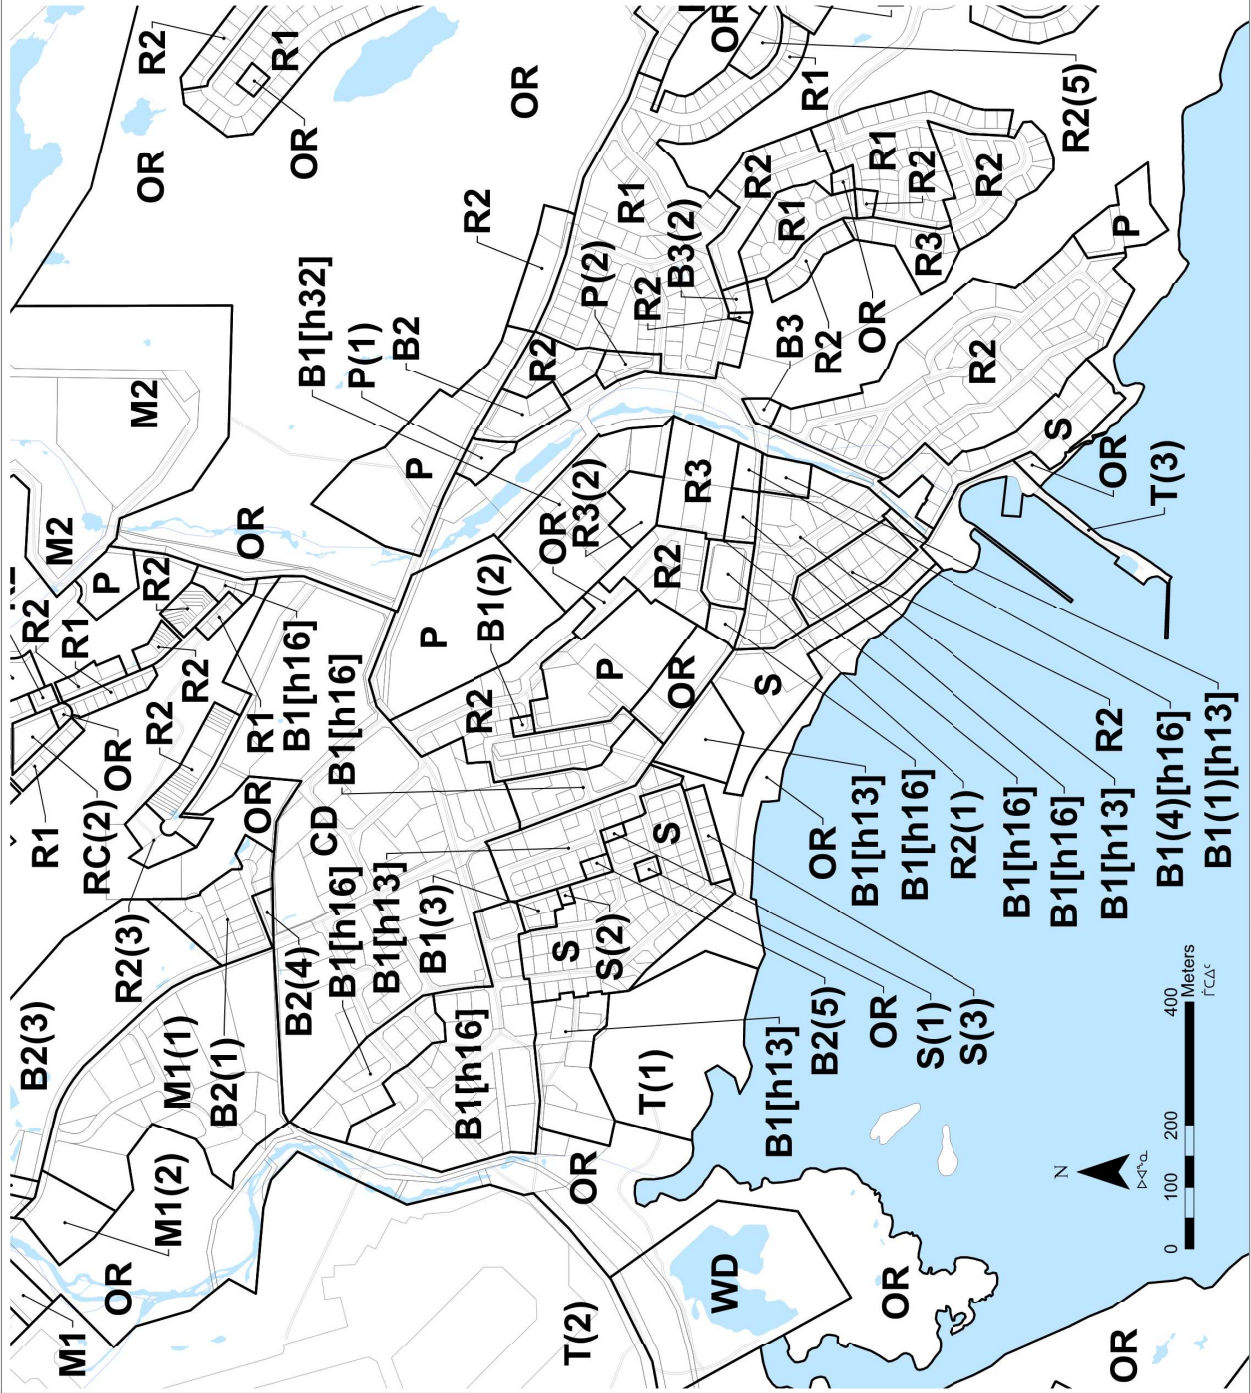 B2(3)
R2
R1
M2
M1
R1
RC(2)
P
OR
OR
R2(3)
M2
R2
OR
R2
R2
M1(2)
M1(1)
R2
B2(1)
OR
OR
R1
R1
B1[h16]
B2(4)
OR
B1[h32]
CD
B1[h16]
B1[h16]
P(1)
B1[h13]
B2
P
B1(3)
P
B1[h16]
R2
R2
B1(2)
OR
R2
OR
S
T(2)
OR
R3(2)
P(2)
P
S(2)
R1
R2
T(1)
R2
S
B3(2)
OR
R3
OR
WD
R2
S
B1[h13]
B3
R1
R1
OR
B2(5)
R2
B1[h13]
OR
OR
R1
OR
B1[h16]
R2
S(1)
R3
R2(1)
S(3)
R2
R2
B1[h16]
S
N
B1[h16]
R2(5)
R2
OR
B1[h13]
OR
P
ᐅᐊᖕᓇ
T(3)
B1(4)[h16]
0 100 200 400
Meters
ᒦᑕᐃᑦ
B1(1)[h13]